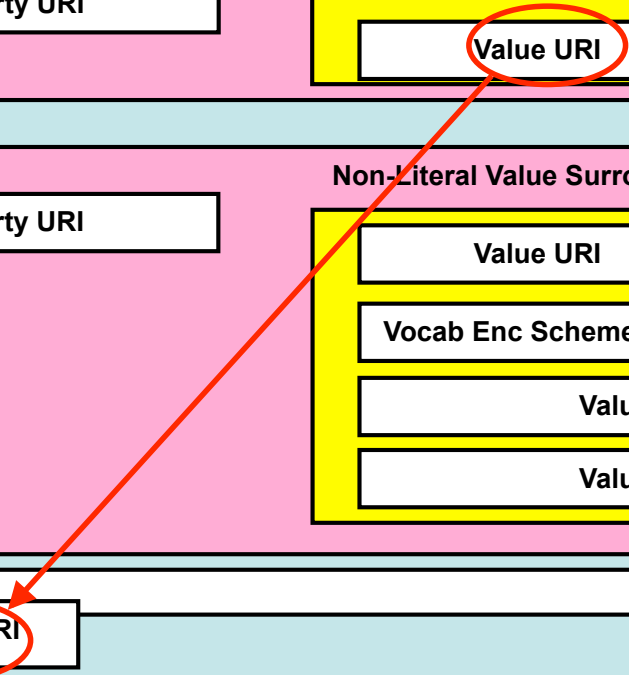 rty URI
Value URI
Non-Literal Value Surro
rty URI
Value URI
Vocab Enc Scheme
Valu
Valu
RI